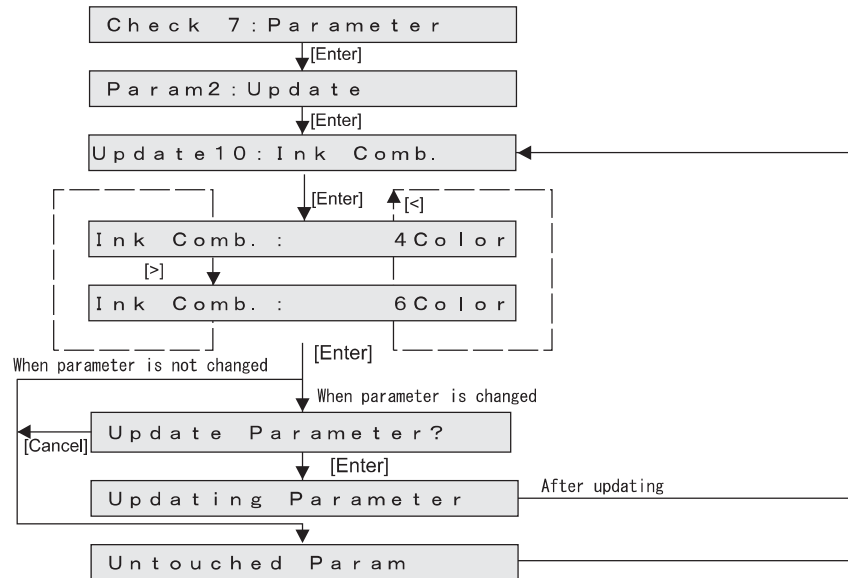 Check 7:Parameter
[Enter]
Param2:Update
[Enter]
Update10:Ink Comb.
[Enter]
[<]
Ink Comb. : 4Color
[>]
Ink Comb. : 6Color
[Enter]
When parameter is not changed
When parameter is changed
Update Parameter?
[Cancel]
[Enter]
Updating Parameter
After updating
Untouched Param